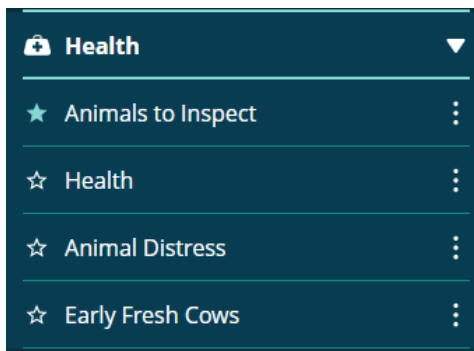 Health
Animals to Inspect
Health
Animal Distress
Early Fresh Cows